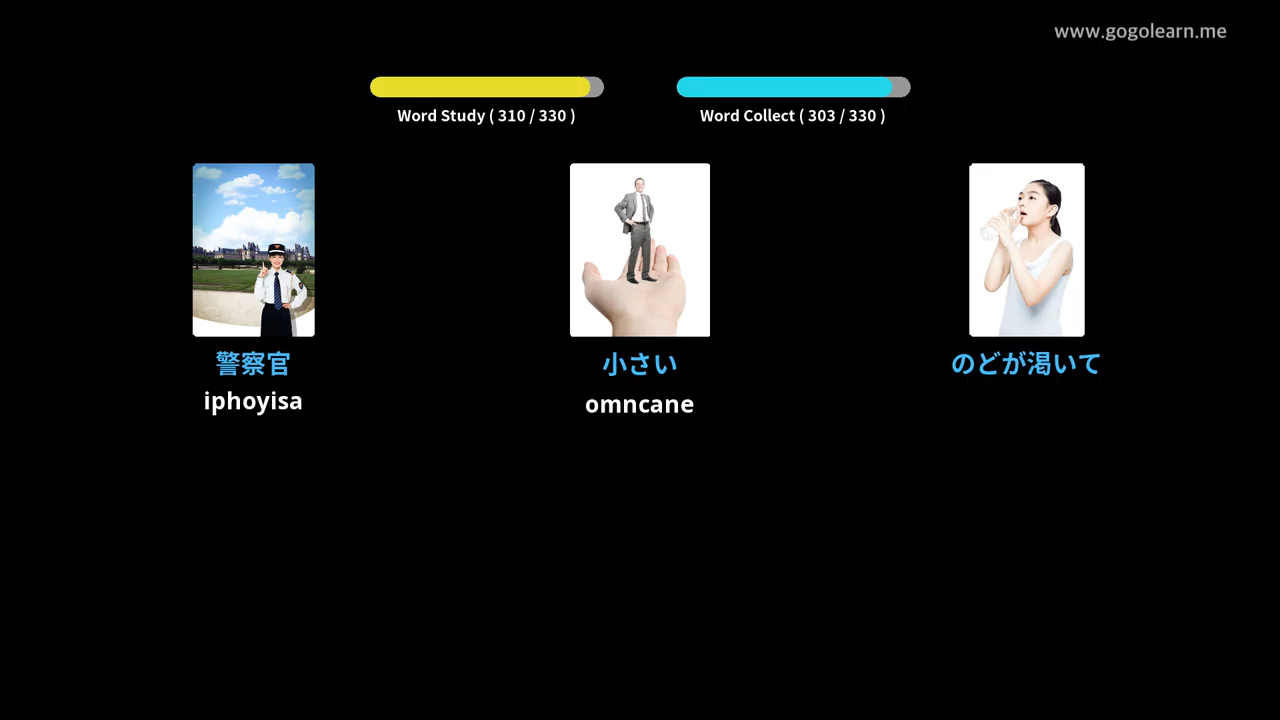 www.gogolearn.me
Word Study ( 310 / 330 )
Word Collect ( 303 / 330 )
警察官
iphoyisa
小さい
omncane
のどが渇いて